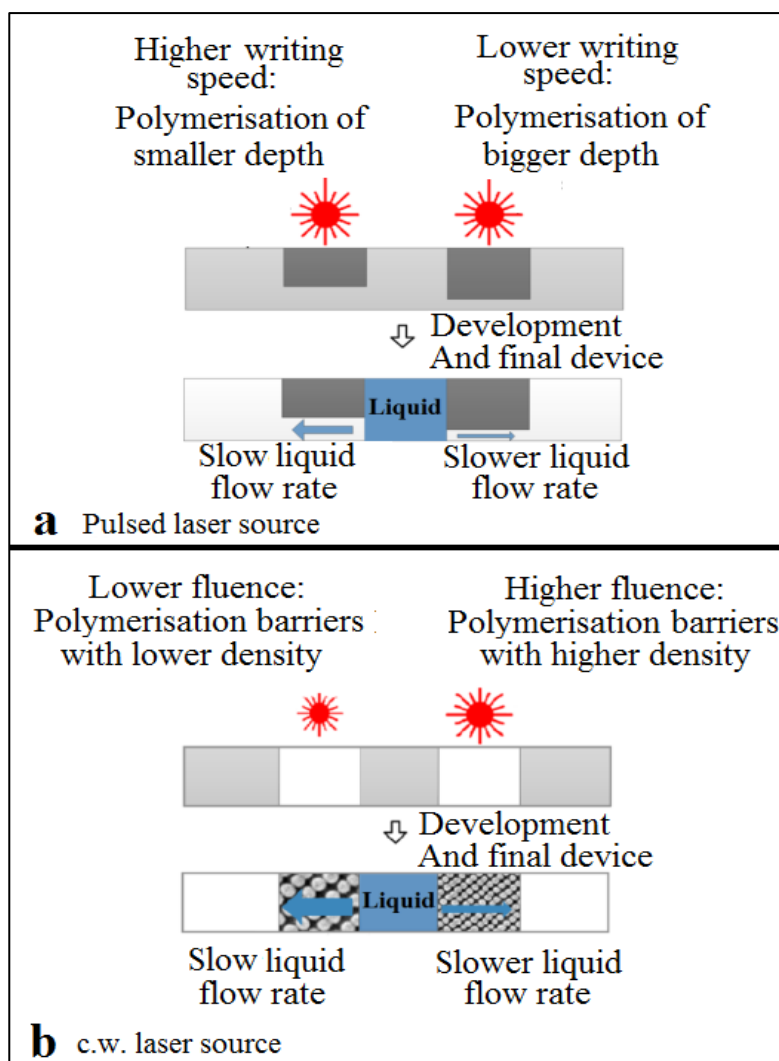 Higher writing
speed:
Polymerisation of
smaller depth
Lower writing
speed:
Polymerisation of
bigger depth
Development
And final device
Liquid
Slow liquid
flow rate
Slower liquid
flow rate
a Pulsed laser source
Lower fluence:
Polymerisation barriers
with lower density
Higher fluence:
Polymerisation barriers
with higher density
Development
And final device
Liquid
Slow liquid
flow rate
Slower liquid
flow rate
b c.w. laser source